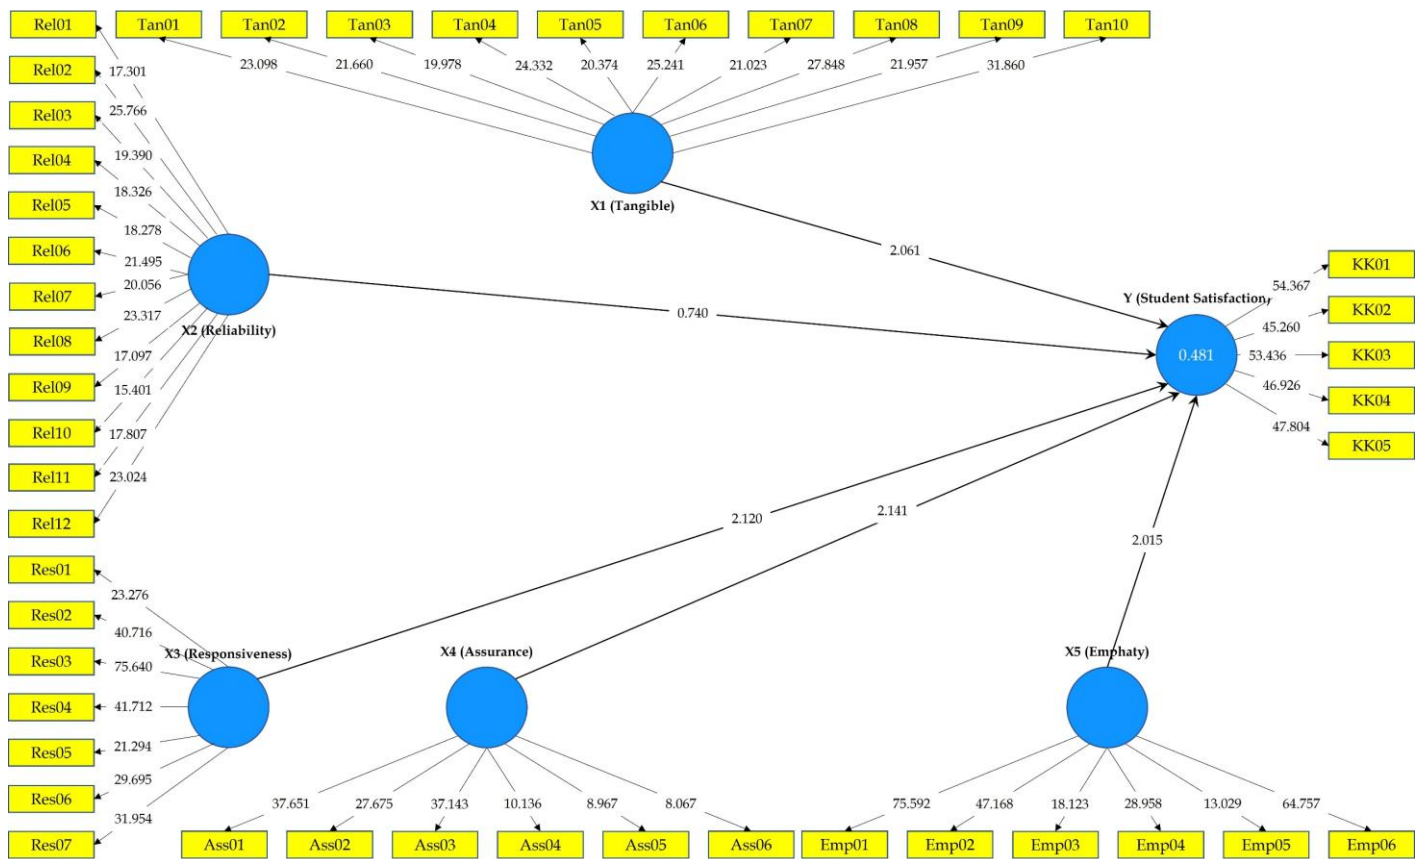 Rel01
Tan01
Tan02
Tan03
Tan04
Tan05
Tan06
Tan07
Tan08
Tan09
Tan10
23.098
21.660
19.978
24.332
20.374
25.241
21.023
27.848
21.957
31.860
Rel02
Rel03
Rel04
Rel05
Rel06
Rel07
Rel08
Rel09
Rel10
Rel11
Rel12
17.301
25.766
19.390
18.326
18.278
21.495
20.056
23.317
17.097
15.401
17.807
23.024
X1 (Tangible)
X2 (Reliability)
2.061
0.740
Y (Student Satisfaction)
0.481
54.367
45.260
53.436
46.926
47.804
KK01
KK02
KK03
KK04
KK05
2.120
2.141
2.015
Res01
Res02
Res03
Res04
Res05
Res06
Res07
23.276
40.716
75.640
41.712
21.294
29.695
31.954
X3 (Responsiveness)
X4 (Assurance)
X5 (Emphaty)
37.651
27.675
37.143
10.136
8.967
8.067
75.592
47.168
18.123
28.958
13.029
64.757
Ass01
Ass02
Ass03
Ass04
Ass05
Ass06
Emp01
Emp02
Emp03
Emp04
Emp05
Emp06